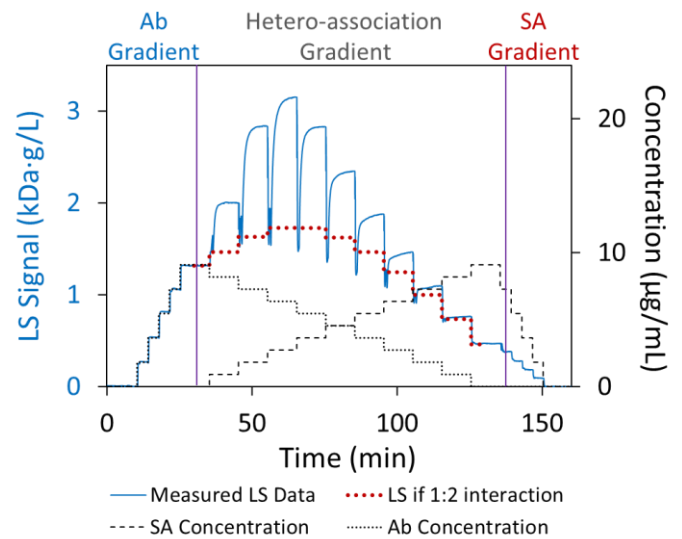 Ab
Gradient
Hetero-association
Gradient
SA
Gradient
LS Signal (kDa·g/L)
3
2
1
0
20
10
0
Concentration (µg/mL)
0
50
100
150
Time (min)
Measured LS Data
LS if 1:2 interaction
SA Concentration
Ab Concentration